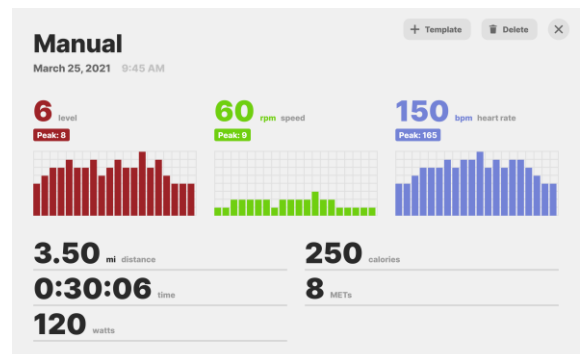 + Template
Delete
Manual
March 25, 2021 9:45 AM
6 level
Peak: 8
60 rpm speed
Peak: 9
150 bpm heart rate
Peak: 165
3.50 mi distance
250 calories
0:30:06 time
8 METs
120 watts